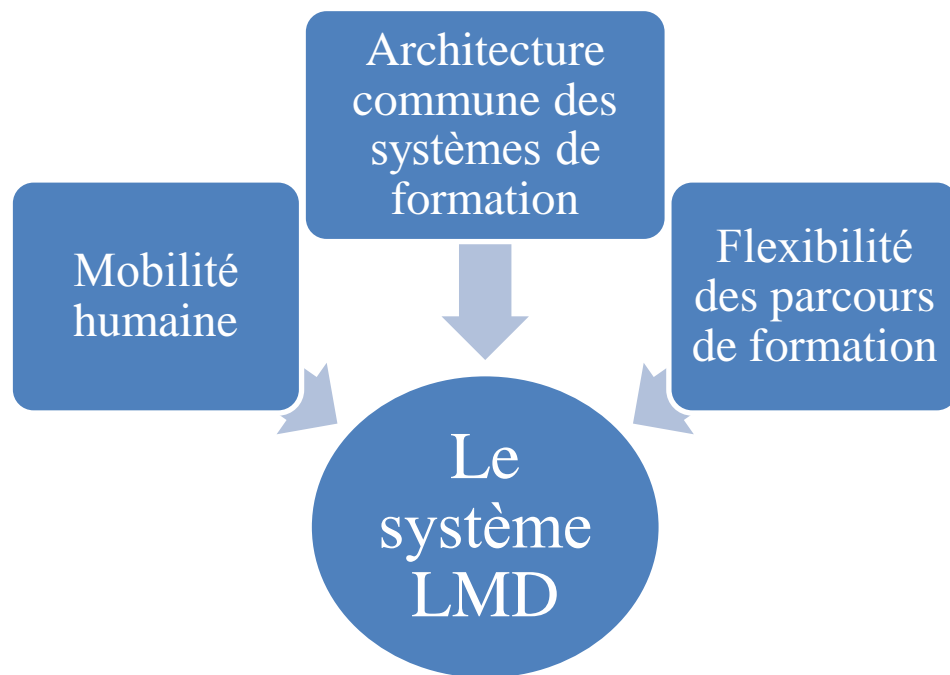 Architecture
commune des
systèmes de
formation
Mobilité
humaine
Flexibilité
des parcours
de formation
Le
système
LMD